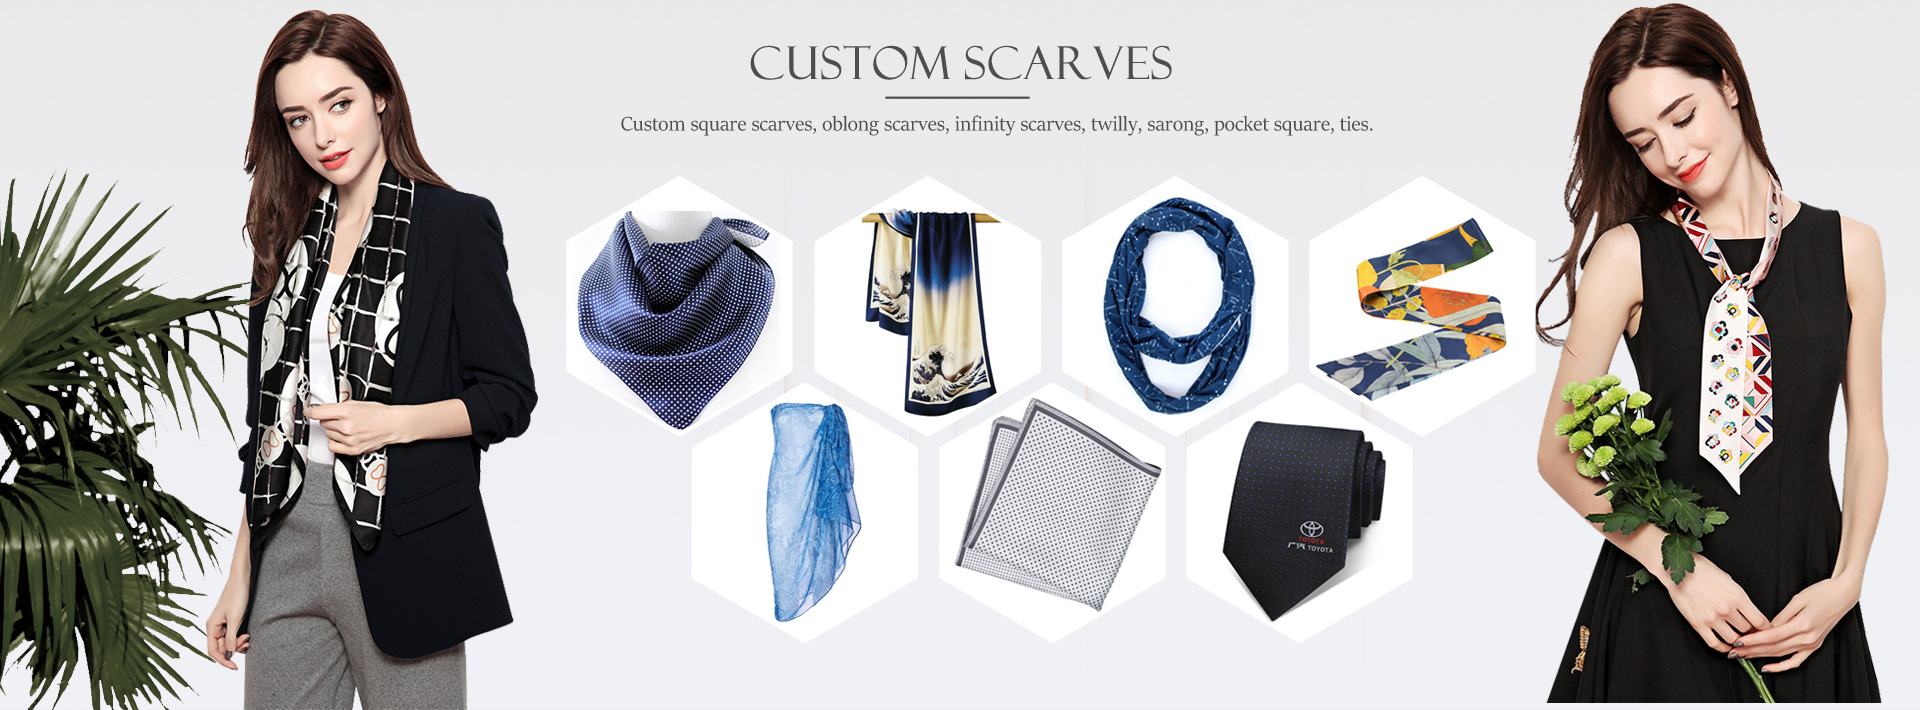 CUSTOM SCARVES
Custom square scarves, oblong scarves, infinity scarves, twilly, sarong, pocket square, ties.
TOYOTA
TOYOTA